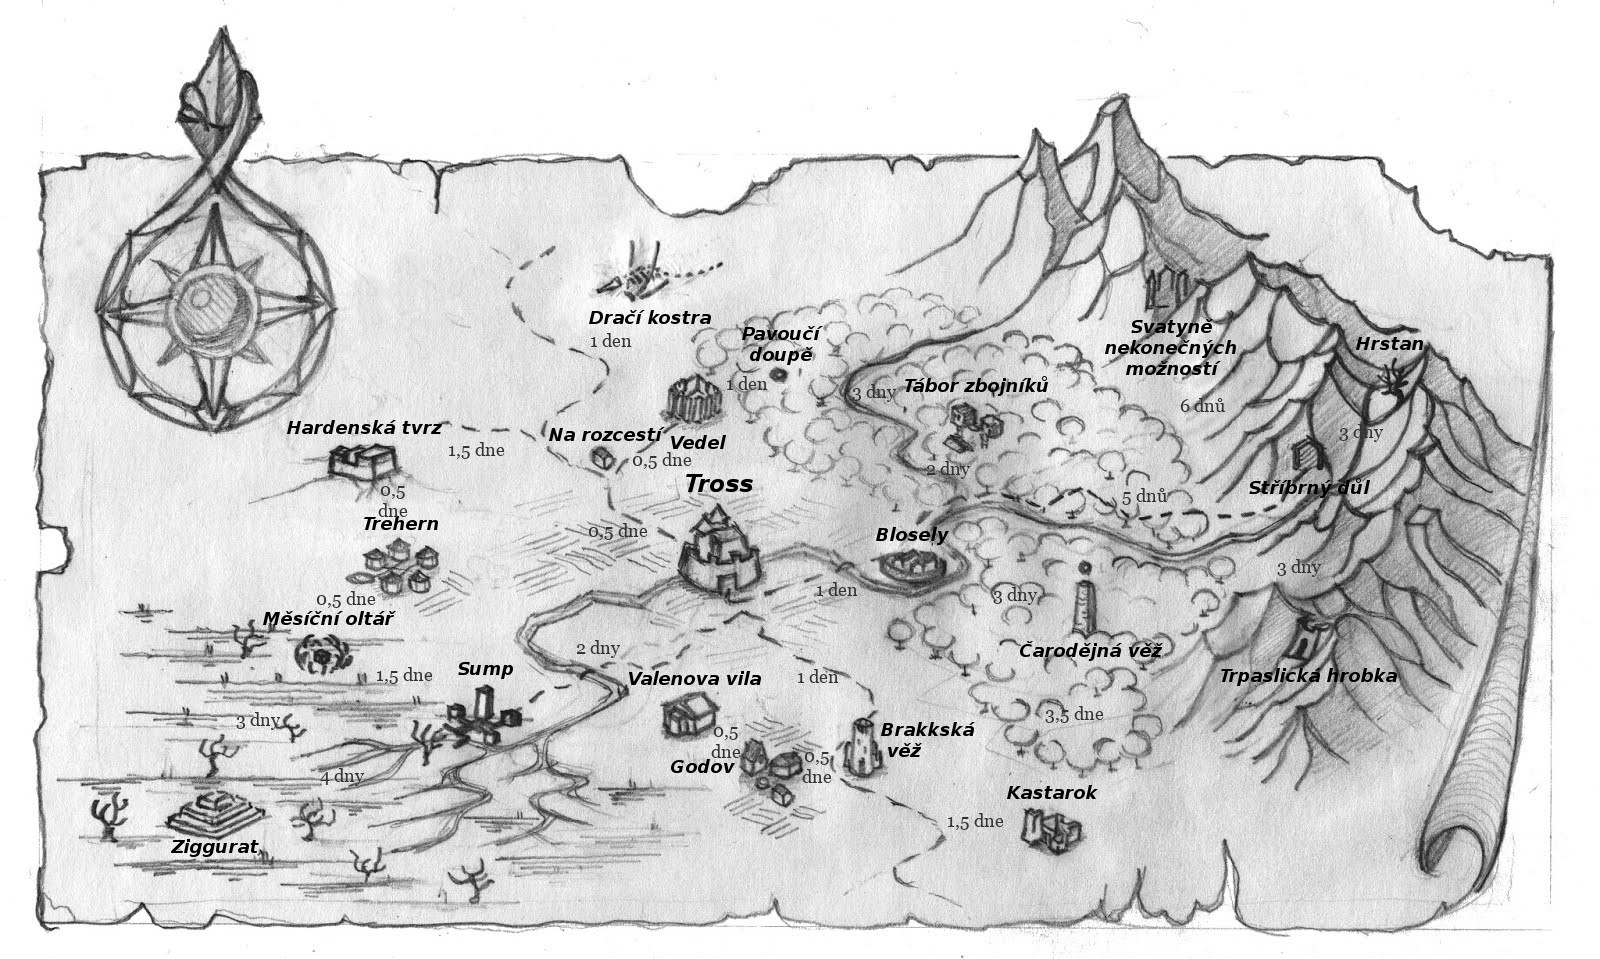 Dračí kostra
1 den
Pavoučí
doupě
1 den
Svatyně
nekonečných
možností
6 dnů
Hrstan
3 dny
3 dny
Tábor zbojníků
2 dny
Hardenská tvrz
1,5 dne
Na rozcestí
Vedel
0,5 dne
0,5
dne
Trehern
Tross
0,5 dne
5 dnů
Stříbrný důl
Blosely
1 den
3 dny
3 dny
0,5 dne
Měsíční oltář
1,5 dne
2 dny
Čarodějná věž
Sump
Valenova vila
1 den
Trpaslická hrobka
3 dny
3,5 dne
0,5
dne
Brakkská
věž
Godov
0,5
dne
4 dny
Kastarok
1,5 dne
Ziggurat